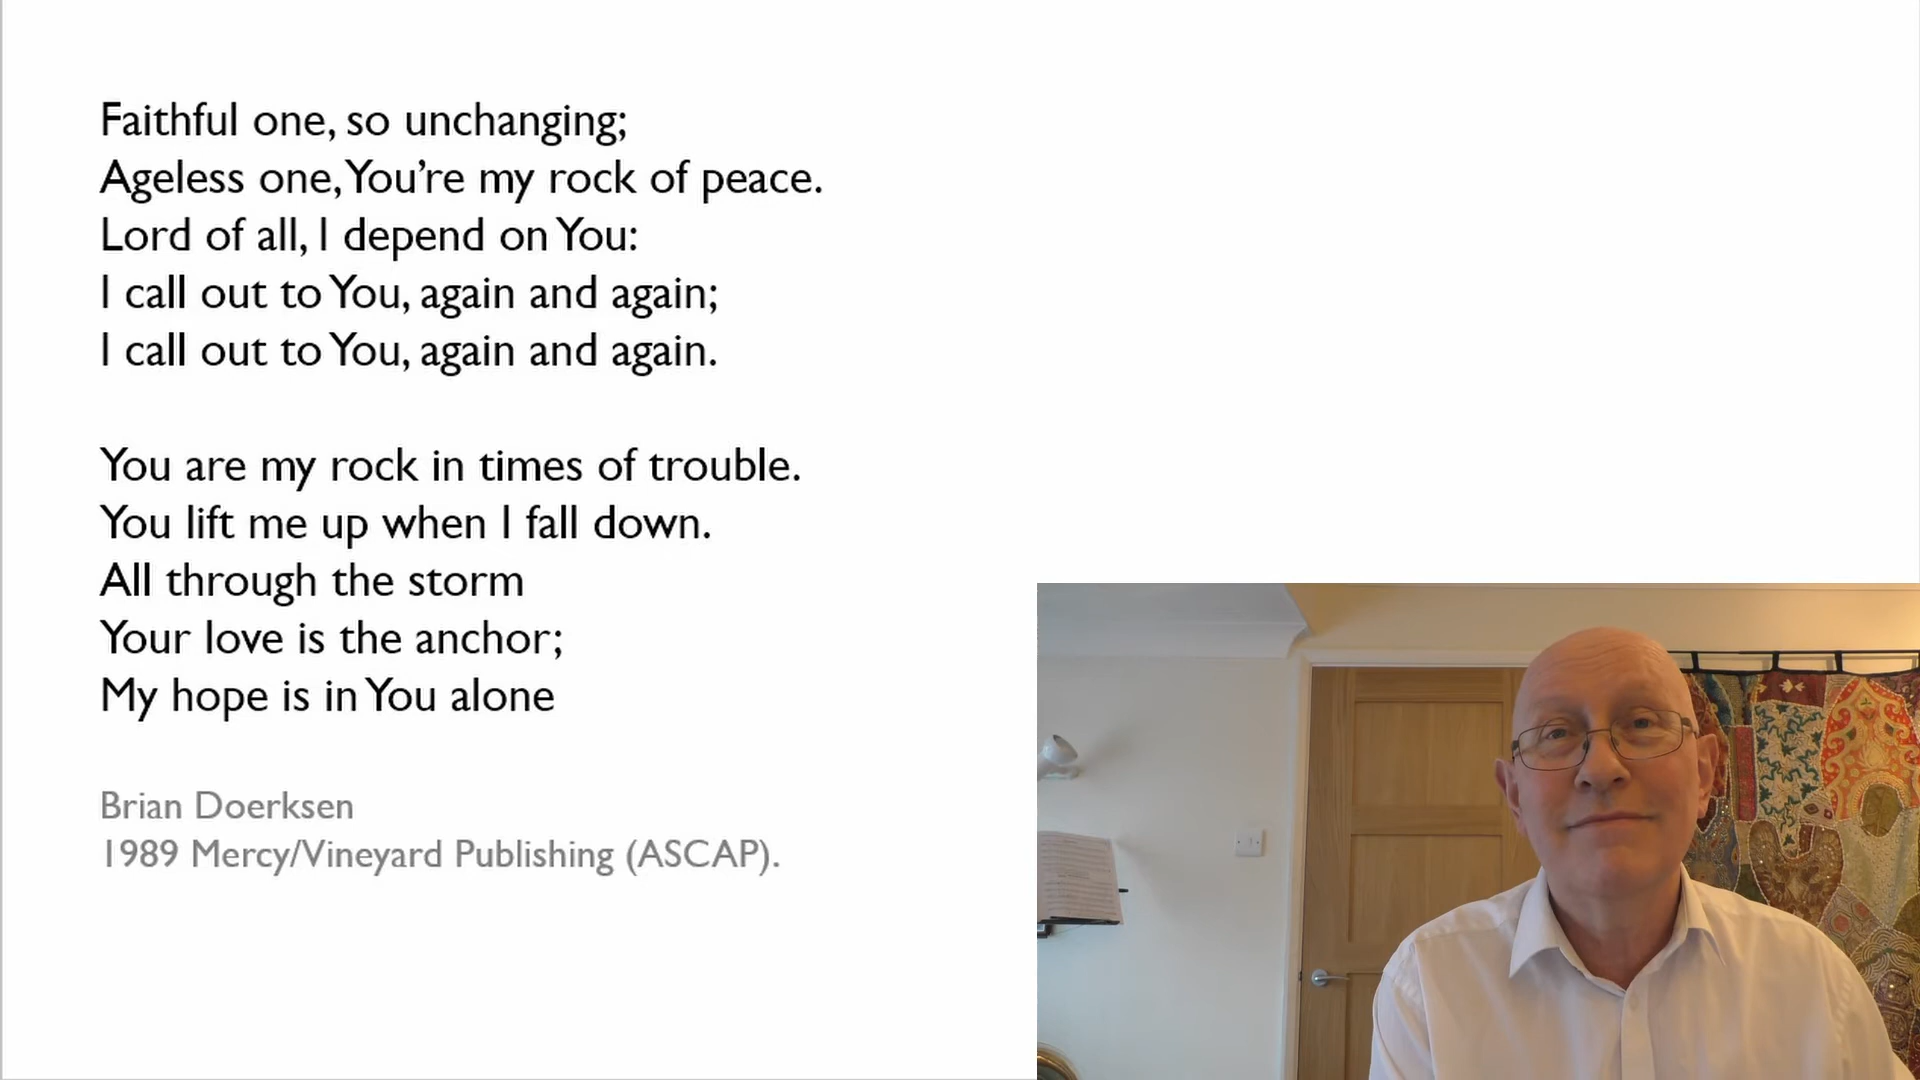 Faithful one, so unchanging;
Ageless one, You’re my rock of peace.
Lord of all, I depend on You:
I call out to You, again and again;
I call out to You, again and again.
You are my rock in times of trouble.
You lift me up when I fall down.
All through the storm
Your love is the anchor;
My hope is in You alone
Brian Doerksen
1989 Mercy/Vineyard Publishing (ASCAP).